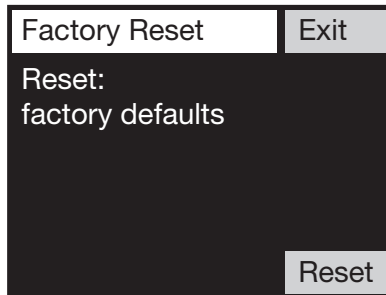 Factory Reset
Exit
Reset:
factory defaults
Reset